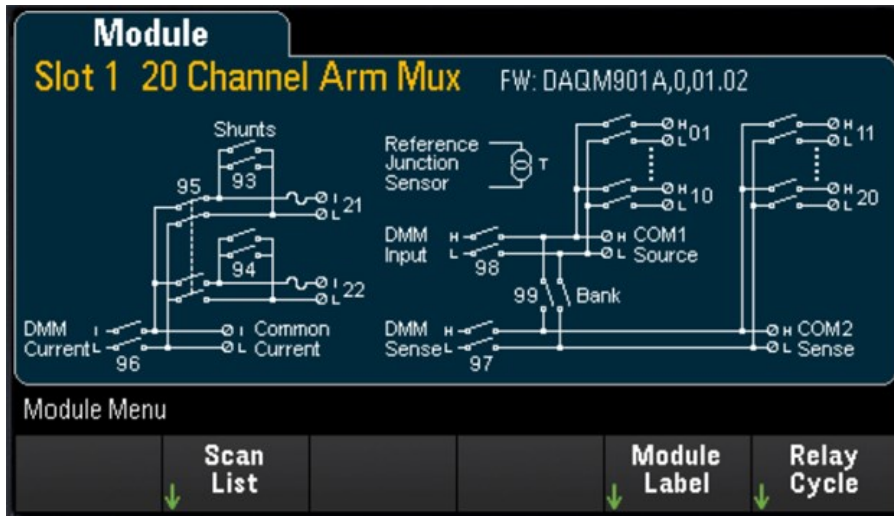 Module
Slot 1 20 Channel Arm Mux FW: DAQM901A,0,01.02
Shunts
95
93
I
L
21
94
I
L
22
DMM I
Current L
96
I Common
L Current
Reference
Junction
Sensor
T
DMM H
Input L
98
H COM1
L Source
99
Bank
DMM H
Sense L
97
H
L
01
H
L
10
H
L
11
H
L
20
H COM2
L Sense
Module Menu
Scan
List
Module
Label
Relay
Cycle